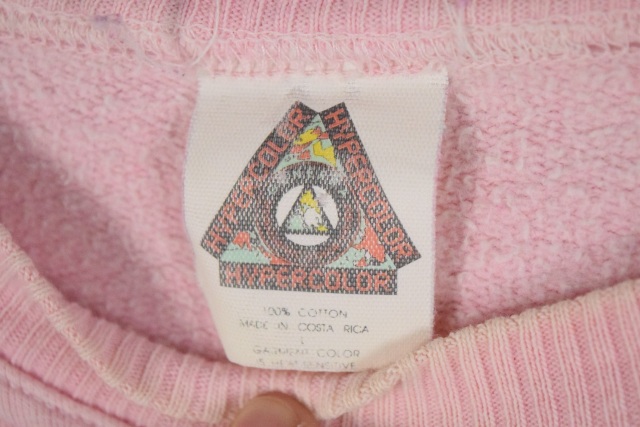 HYPERCOLOR
HYPERCOLOR
HYPERCOLOR
100% COTTON
MADE IN COSTA RICA
GARMENT COLOR